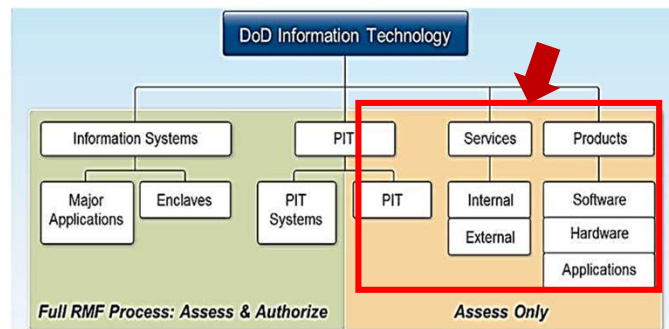 DoD Information Technology
Information Systems
PIT
Services
Products
Major
Applications
Enclaves
PIT
Systems
PIT
Internal
External
Software
Hardware
Applications
Full RMF Process: Assess & Authorize
Assess Only